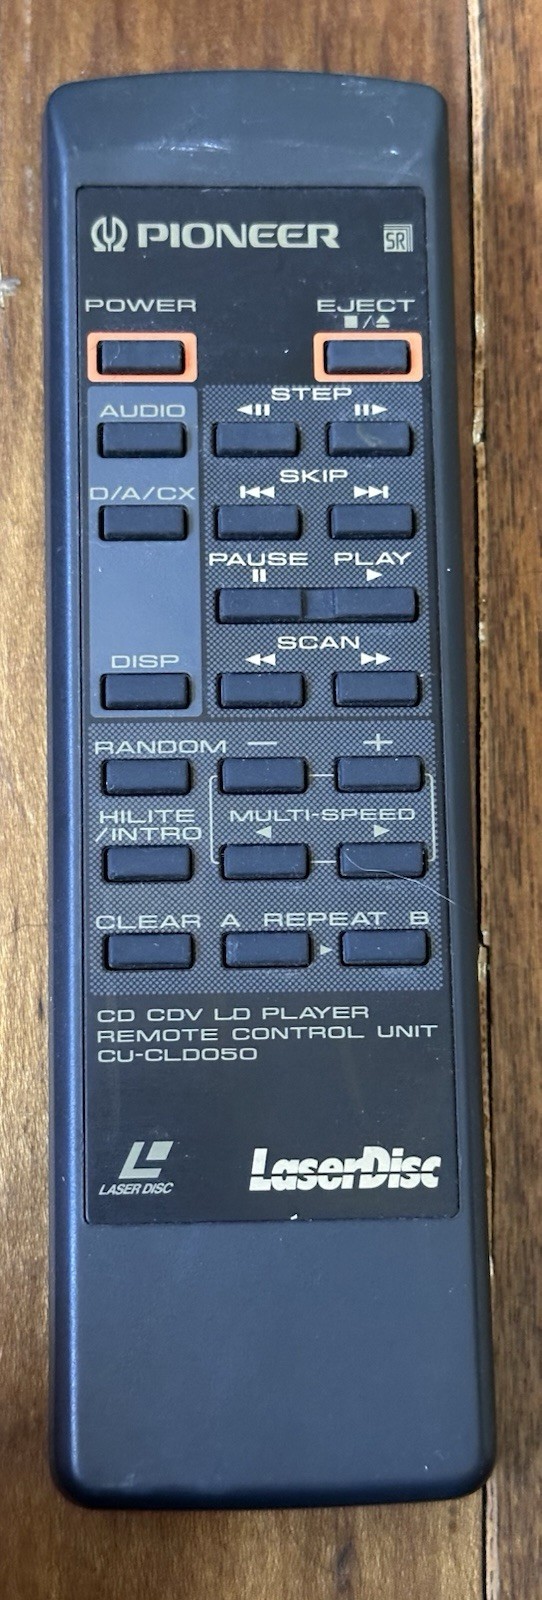 PIONEER SR
POWER EJECT
■/⏏
AUDIO STEP
◀II II▶
D/A/CX SKIP
I◀◀ ▶▶I
PAUSE PLAY
II ▶
DISP SCAN
◀◀ ▶▶
RANDOM — +
HILITE MULTI-SPEED
/INTRO ◀ ▶
CLEAR A REPEAT B
▶
CD CDV LD PLAYER
REMOTE CONTROL UNIT
CU-CLD050
LASER DISC LaserDisc